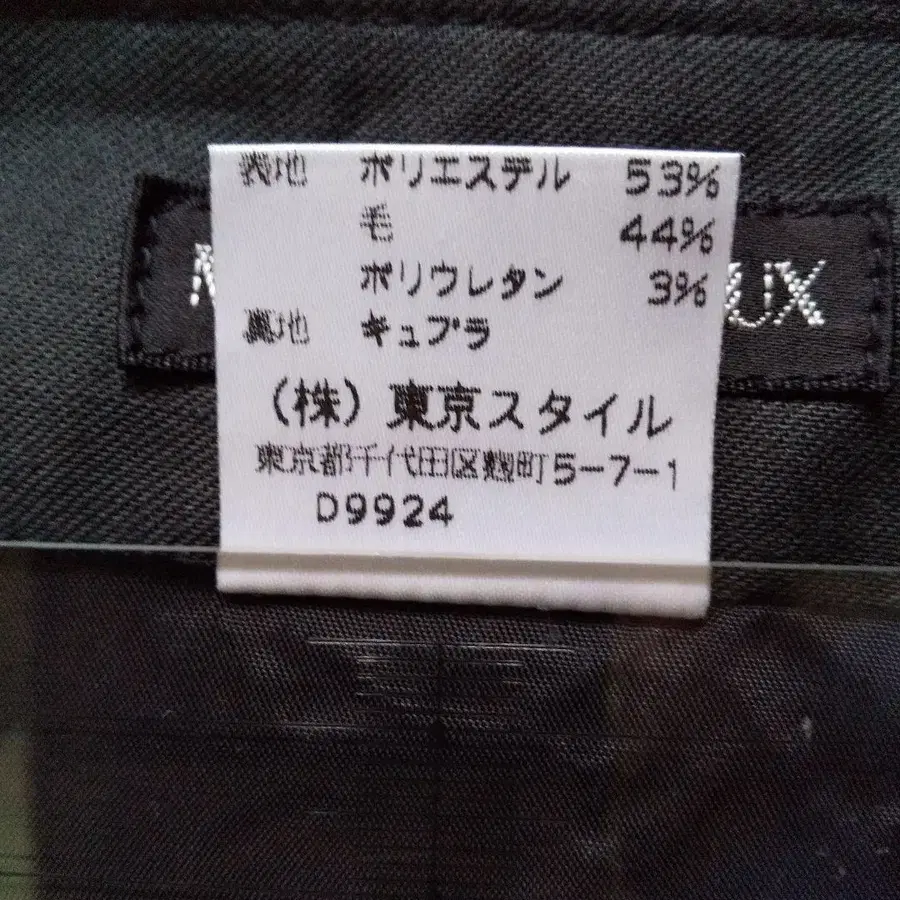 表地 ポリエステル 53%
毛 44%
ポリウレタン 3%
裏地 キュプラ
(株) 東京スタイル
東京都千代田区麹町5-7-1
D9924